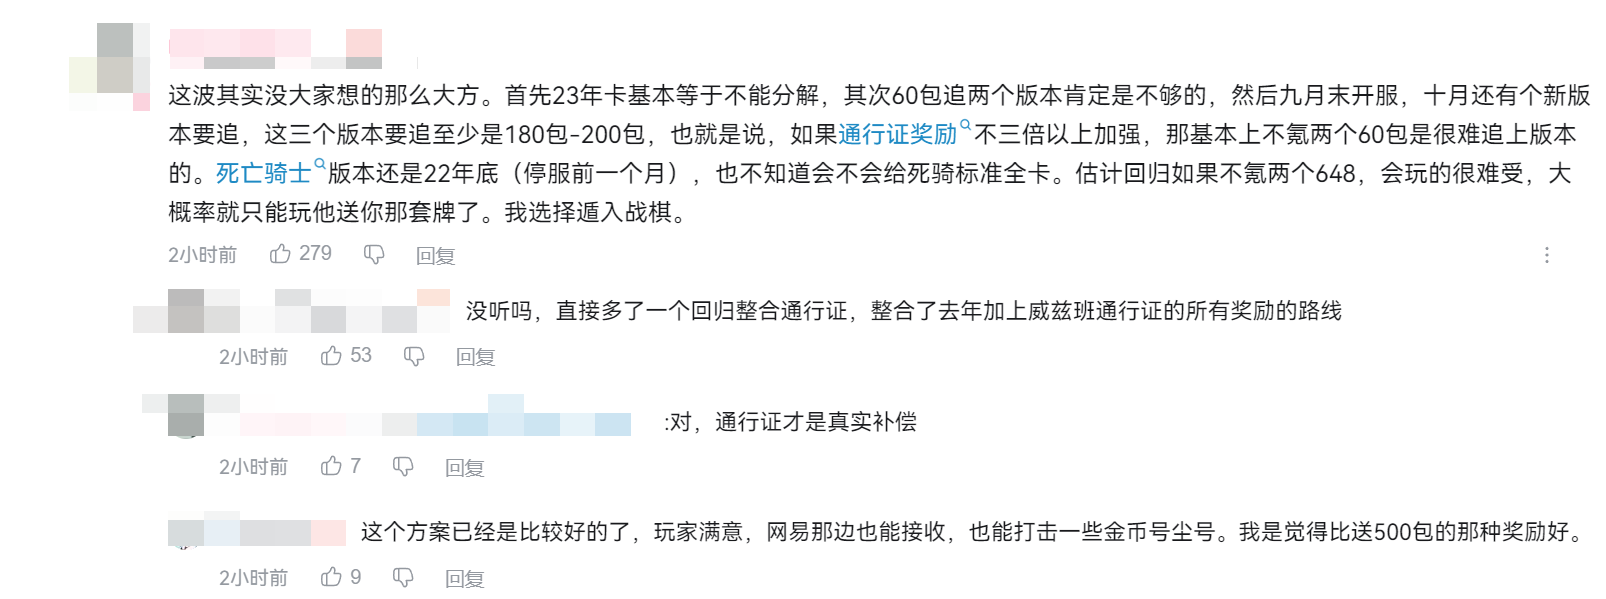 这波其实没大家想的那么大方。首先23年卡基本等于不能分解，其次60包追两个版本肯定是不够的，然后九月末开服，十月还有个新版
本要追，这三个版本要追至少是180包-200包，也就是说，如果通行证奖励不三倍以上加强，那基本上不氪两个60包是很难追上版本
的。死亡骑士版本还是22年底（停服前一个月），也不知道会不会给死骑标准全卡。估计回归如果不氪两个648，会玩的很难受，大
概率就只能玩他送你那套牌了。我选择遁入战棋。
2小时前 279 回复
没听吗，直接多了一个回归整合通行证，整合了去年加上威兹班通行证的所有奖励的路线
2小时前 53 回复
:对，通行证才是真实补偿
2小时前 7 回复
这个方案已经是比较好的了，玩家满意，网易那边也能接收，也能打击一些金币号尘号。我是觉得比送500包的那种奖励好。
2小时前 9 回复